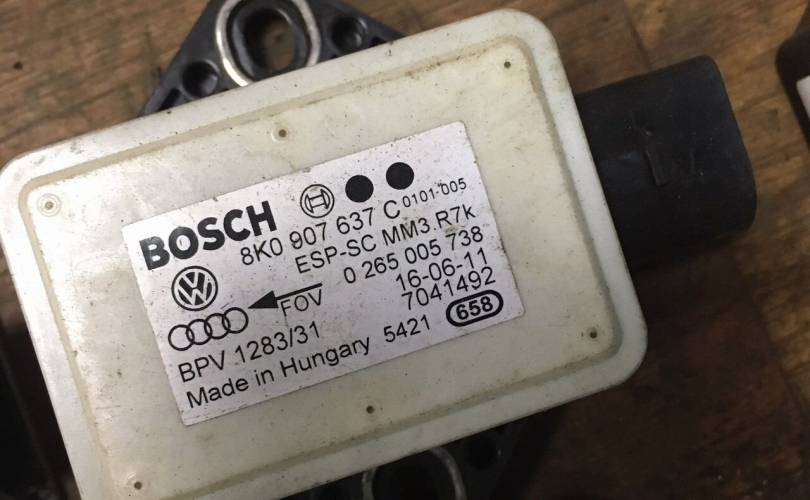 BOSCH
8K0 907 637 C 0101-005
ESP-SC MM3.R7k
0 265 005 738
FOV 16-06-11
7041492
BPV 1283/31
Made in Hungary 5421 658